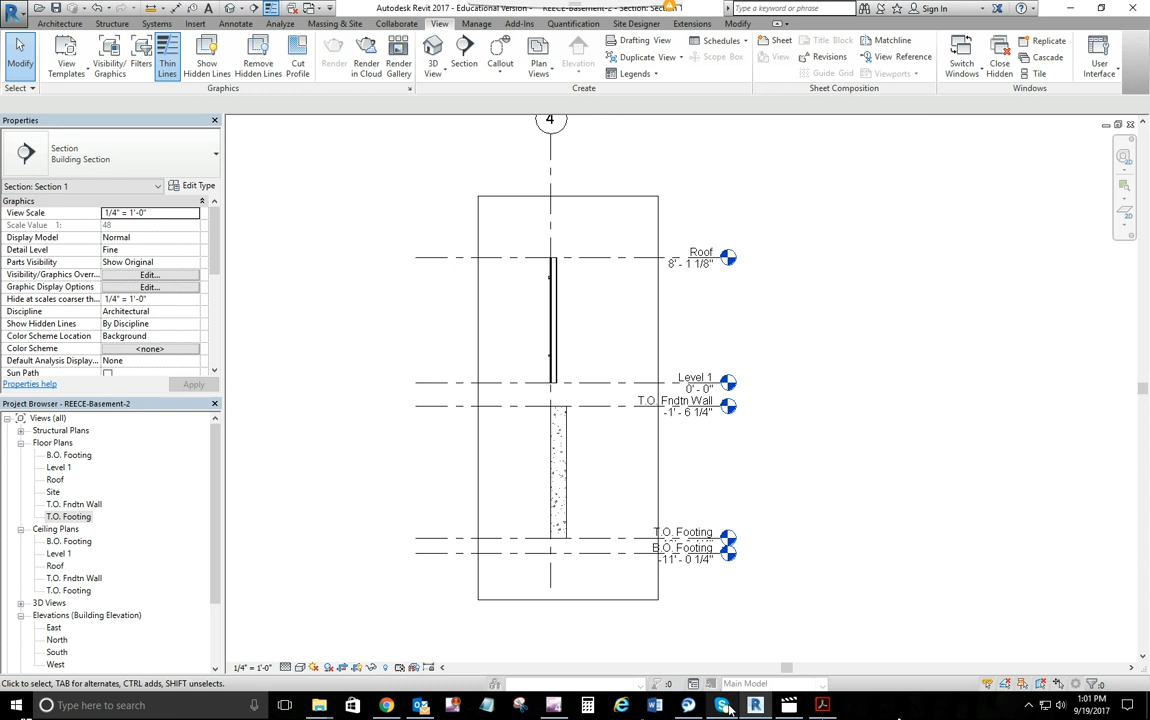 Autodesk Revit 2017 - Educational Version - REECE-Basement-2 - Section: Section 1
Type a keyword or phrase
Sign In
Architecture Structure Systems Insert Annotate Analyze Massing & Site Collaborate View Manage Add-Ins Quantification Site Designer Extensions Modify
Modify
View Templates
Visibility/ Graphics
Filters
Thin Lines
Show Hidden Lines
Remove Hidden Lines
Cut Profile
Render
Render in Cloud
Render Gallery
3D View
Section
Callout
Plan Views
Elevation
Drafting View
Duplicate View
Legends
Schedules
Scope Box
Sheet
View
Title Block
Revisions
Guide Grid
Matchline
View Reference
Viewports
Switch Windows
Close Hidden
Replicate
Cascade
Tile
User Interface
Select Graphics Create Sheet Composition Windows
Properties
Section
Building Section
Section: Section 1 Edit Type
Graphics
View Scale 1/4" = 1'-0"
Scale Value 1: 48
Display Model Normal
Detail Level Fine
Parts Visibility Show Original
Visibility/Graphics Overr... Edit...
Graphic Display Options Edit...
Hide at scales coarser th... 1/4" = 1'-0"
Discipline Architectural
Show Hidden Lines By Discipline
Color Scheme Location Background
Color Scheme <none>
Default Analysis Display... None
Sun Path
Properties help Apply
Project Browser - REECE-Basement-2
Views (all)
Structural Plans
Floor Plans
B.O. Footing
Level 1
Roof
Site
T.O. Fndtn Wall
T.O. Footing
Ceiling Plans
B.O. Footing
Level 1
Roof
T.O. Fndtn Wall
T.O. Footing
3D Views
Elevations (Building Elevation)
East
North
South
West
4
Roof
8' - 1 1/8"
Level 1
0' - 0"
T.O. Fndtn Wall
-1' - 6 1/4"
T.O. Footing
B.O. Footing
-11' - 0 1/4"
1/4" = 1'-0"
Click to select, TAB for alternates, CTRL adds, SHIFT unselects.
:0
Main Model
:0
Ask me anything
1:01 PM
9/19/2017